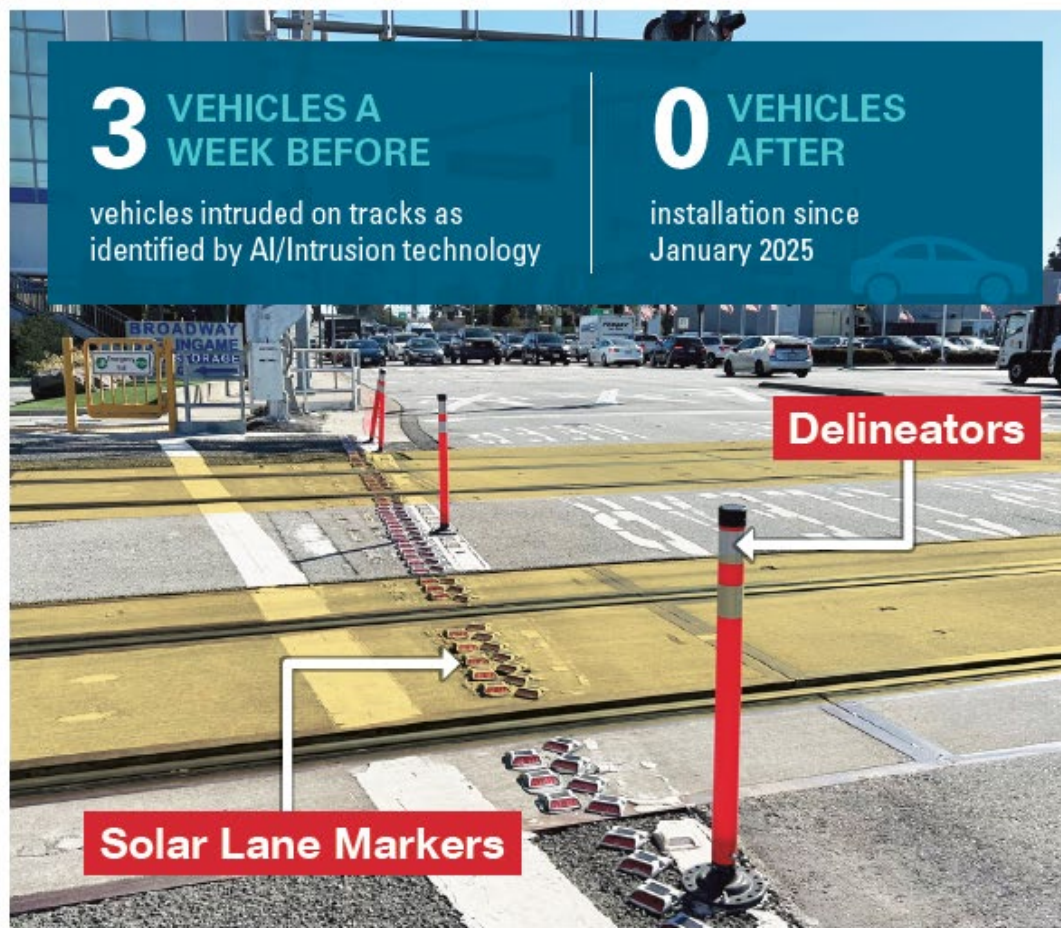 3 VEHICLES A
WEEK BEFORE
vehicles intruded on tracks as
identified by AI/Intrusion technology
0 VEHICLES
AFTER
installation since
January 2025
BROADWAY
INGAME
STORAGE
Delineators
Solar Lane Markers